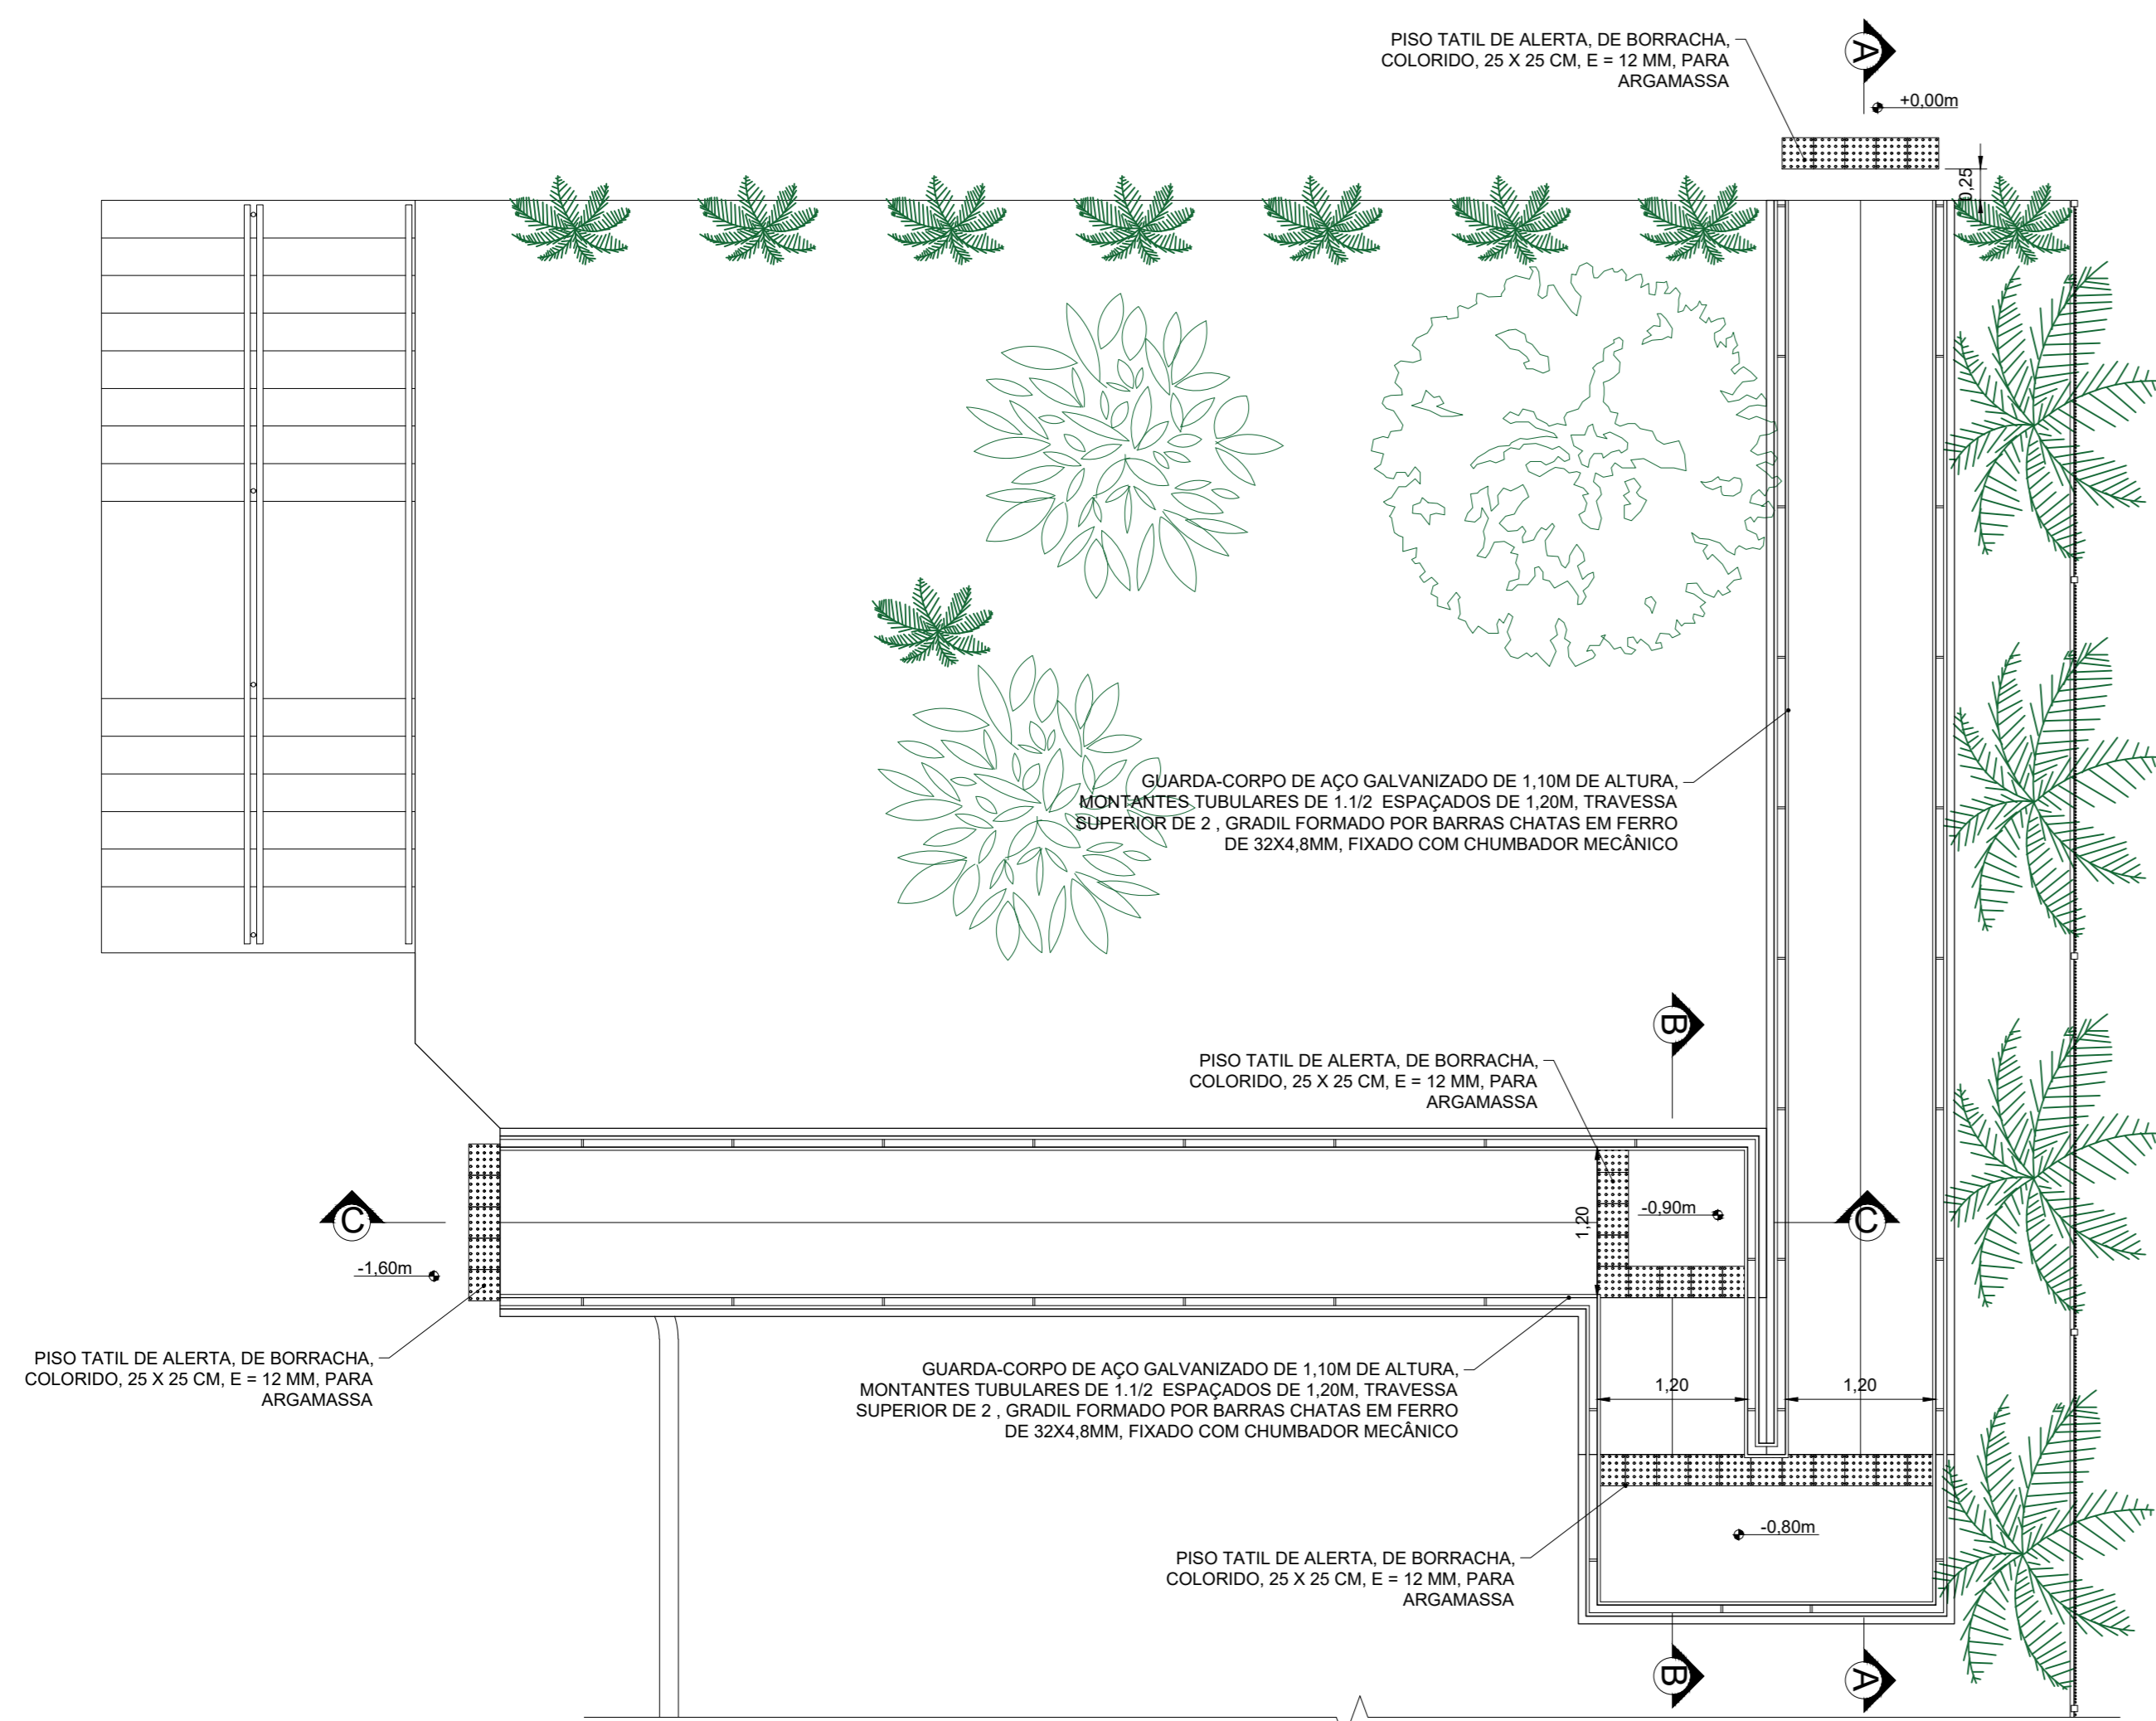 PISO TATIL DE ALERTA, DE BORRACHA,
COLORIDO, 25 X 25 CM, E = 12 MM, PARA
ARGAMASSA
A
+0,00m
0,25
GUARDA-CORPO DE AÇO GALVANIZADO DE 1,10M DE ALTURA,
MONTANTES TUBULARES DE 1.1/2 ESPAÇADOS DE 1,20M, TRAVESSA
SUPERIOR DE 2 , GRADIL FORMADO POR BARRAS CHATAS EM FERRO
DE 32X4,8MM, FIXADO COM CHUMBADOR MECÂNICO
B
PISO TATIL DE ALERTA, DE BORRACHA,
COLORIDO, 25 X 25 CM, E = 12 MM, PARA
ARGAMASSA
C
1,20
-0,90m
C
-1,60m
PISO TATIL DE ALERTA, DE BORRACHA,
COLORIDO, 25 X 25 CM, E = 12 MM, PARA
ARGAMASSA
GUARDA-CORPO DE AÇO GALVANIZADO DE 1,10M DE ALTURA,
MONTANTES TUBULARES DE 1.1/2 ESPAÇADOS DE 1,20M, TRAVESSA
SUPERIOR DE 2 , GRADIL FORMADO POR BARRAS CHATAS EM FERRO
DE 32X4,8MM, FIXADO COM CHUMBADOR MECÂNICO
1,20
1,20
-0,80m
PISO TATIL DE ALERTA, DE BORRACHA,
COLORIDO, 25 X 25 CM, E = 12 MM, PARA
ARGAMASSA
B
A